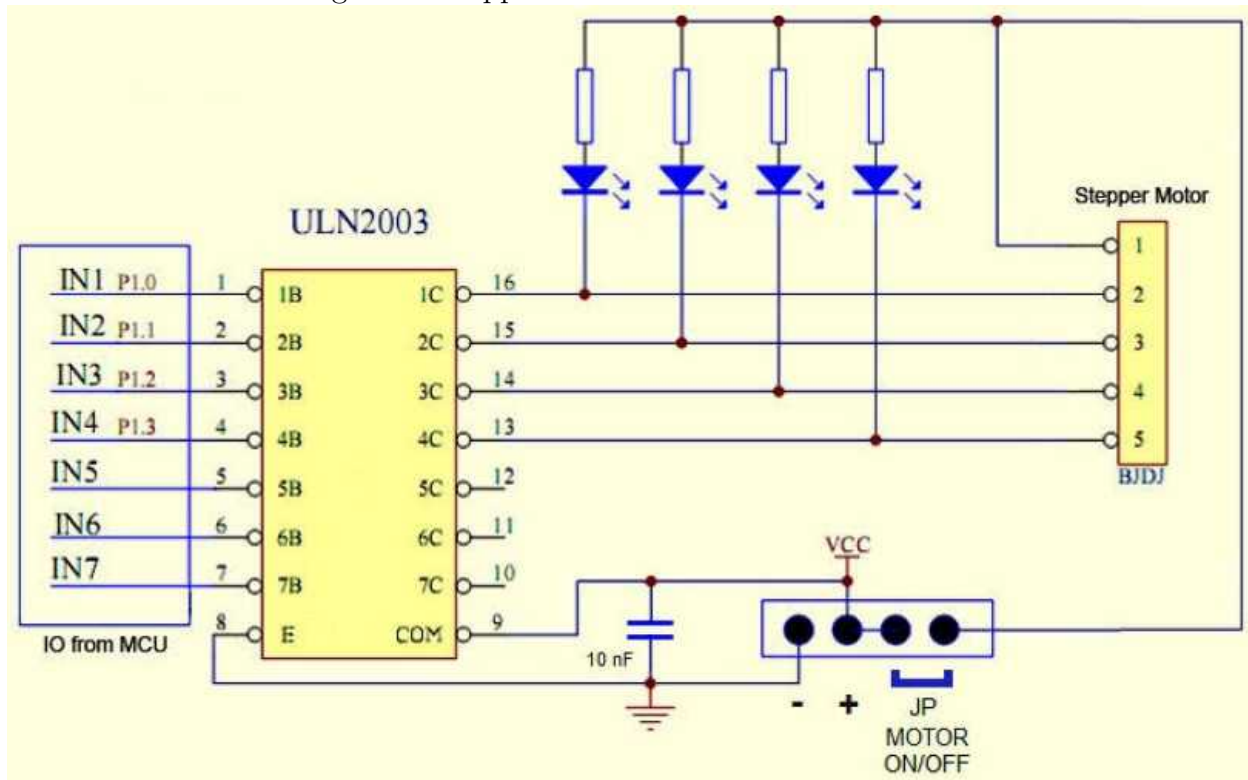 Stepper Motor
ULN2003
IN1 P1.0 1 1B 1C 16 1
2
IN2 P1.1 2 2B 2C 15 3
IN3 P1.2 3 3B 3C 14 4
IN4 P1.3 4 4B 4C 13 5
IN5 5 5B 5C 12 BJDJ
IN6 6 6B 6C 11
IN7 7 7B 7C 10
8 E COM 9
IO from MCU
VCC
10 nF
- +
JP
MOTOR
ON/OFF